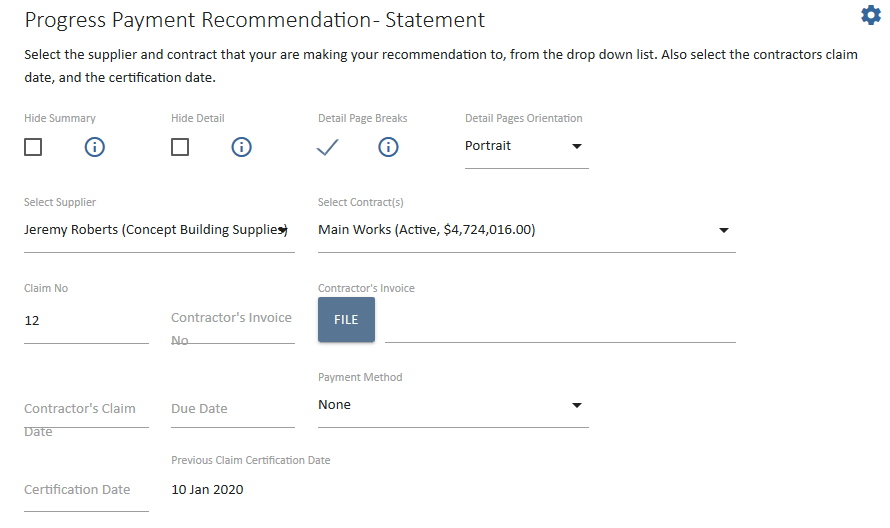 Progress Payment Recommendation- Statement
Select the supplier and contract that your are making your recommendation to, from the drop down list. Also select the contractors claim
date, and the certification date.
Hide Summary
Hide Detail
Detail Page Breaks
Detail Pages Orientation
Portrait
Select Supplier
Select Contract(s)
Jeremy Roberts (Concept Building Supplies)
Main Works (Active, $4,724,016.00)
Claim No
Contractor's Invoice
12
Contractor's Invoice
No
FILE
Payment Method
Contractor's Claim
Date
Due Date
None
Previous Claim Certification Date
Certification Date
10 Jan 2020